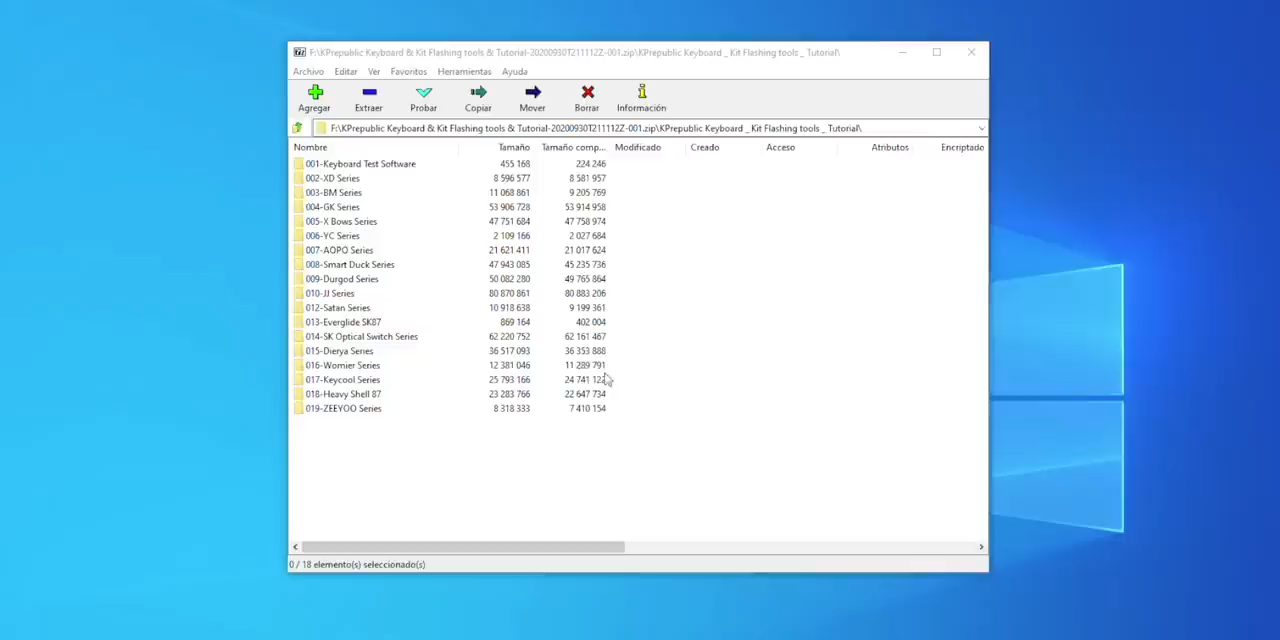 F:\KPrepublic Keyboard & Kit Flashing tools & Tutorial-20200930T211112Z-001.zip\KPrepublic Keyboard _ Kit Flashing tools _ Tutorial\
Archivo Editar Ver Favoritos Herramientas Ayuda
Agregar Extraer Probar Copiar Mover Borrar Información
F:\KPrepublic Keyboard & Kit Flashing tools & Tutorial-20200930T211112Z-001.zip\KPrepublic Keyboard _ Kit Flashing tools _ Tutorial\
Nombre Tamaño Tamaño comp... Modificado Creado Acceso Atributos Encriptado
001-Keyboard Test Software 455 168 224 246
002-XD Series 8 596 577 8 581 957
003-BM Series 11 068 861 9 205 769
004-GK Series 53 906 728 53 914 958
005-X Bows Series 47 751 684 47 758 974
006-YC Series 2 109 166 2 027 684
007-AOPO Series 21 621 411 21 017 624
008-Smart Duck Series 47 943 085 45 235 736
009-Durgod Series 50 082 280 49 765 864
010-JJ Series 80 870 861 80 883 206
012-Satan Series 10 918 638 9 199 361
013-Everglide SK87 869 164 402 004
014-SK Optical Switch Series 62 220 752 62 161 467
015-Dierya Series 36 517 093 36 353 888
016-Womier Series 12 381 046 11 289 791
017-Keycool Series 25 793 166 24 741
018-Heavy Shell 87 23 283 766 22 647 734
019-ZEEYOO Series 8 318 333 7 410 154
0 / 18 elemento(s) seleccionado(s)